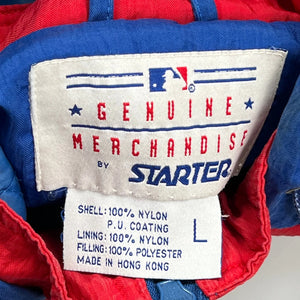 ★ GENUINE ★
MERCHANDISE
BY STARTER
SHELL: 100% NYLON
P.U. COATING
LINING: 100% NYLON
FILLING: 100% POLYESTER
MADE IN HONG KONG
L